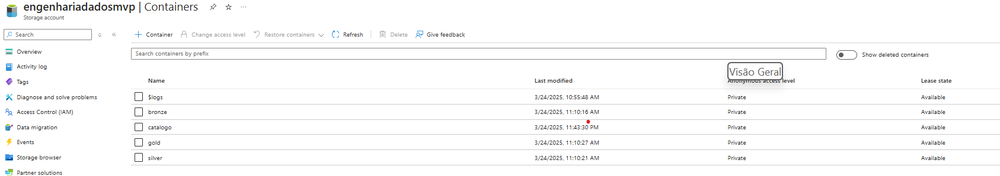 engenhariadadosmvp | Containers
Storage account
Search
Container
Change access level
Restore containers
Refresh
Delete
Give feedback
Overview
Search containers by prefix
Show deleted containers
Activity log
Visão Geral
Tags
Name
Last modified
Anonymous access level
Lease state
Diagnose and solve problems
$logs
3/24/2025, 10:55:48 AM
Private
Available
Access Control (IAM)
bronze
3/24/2025, 11:10:16 AM
Private
Available
Data migration
catalogo
3/24/2025, 11:43:30 PM
Private
Available
Events
gold
3/24/2025, 11:10:27 AM
Private
Available
Storage browser
silver
3/24/2025, 11:10:21 AM
Private
Available
Partner solutions